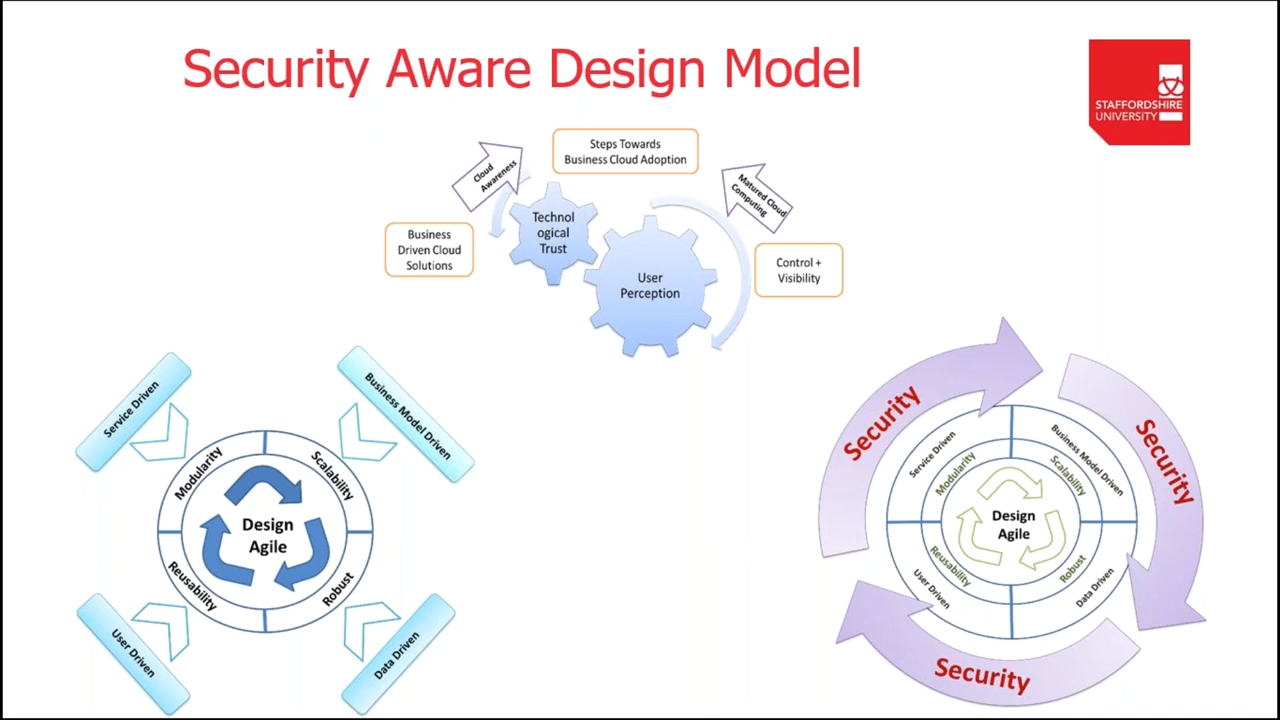 Security Aware Design Model
STAFFORDSHIRE
UNIVERSITY
Steps Towards
Business Cloud Adoption
Cloud
Awareness
Matured Cloud
Computing
Technol
ogical
Trust
Business
Driven Cloud
Solutions
User
Perception
Control +
Visibility
Service Driven
Business Model Driven
Modularity
Scalability
Design
Agile
Reusability
Robust
User Driven
Data Driven
Security
Security
Service Driven
Business Model Driven
Modularity
Scalability
Design
Agile
Reusability
Robust
User Driven
Data Driven
Security